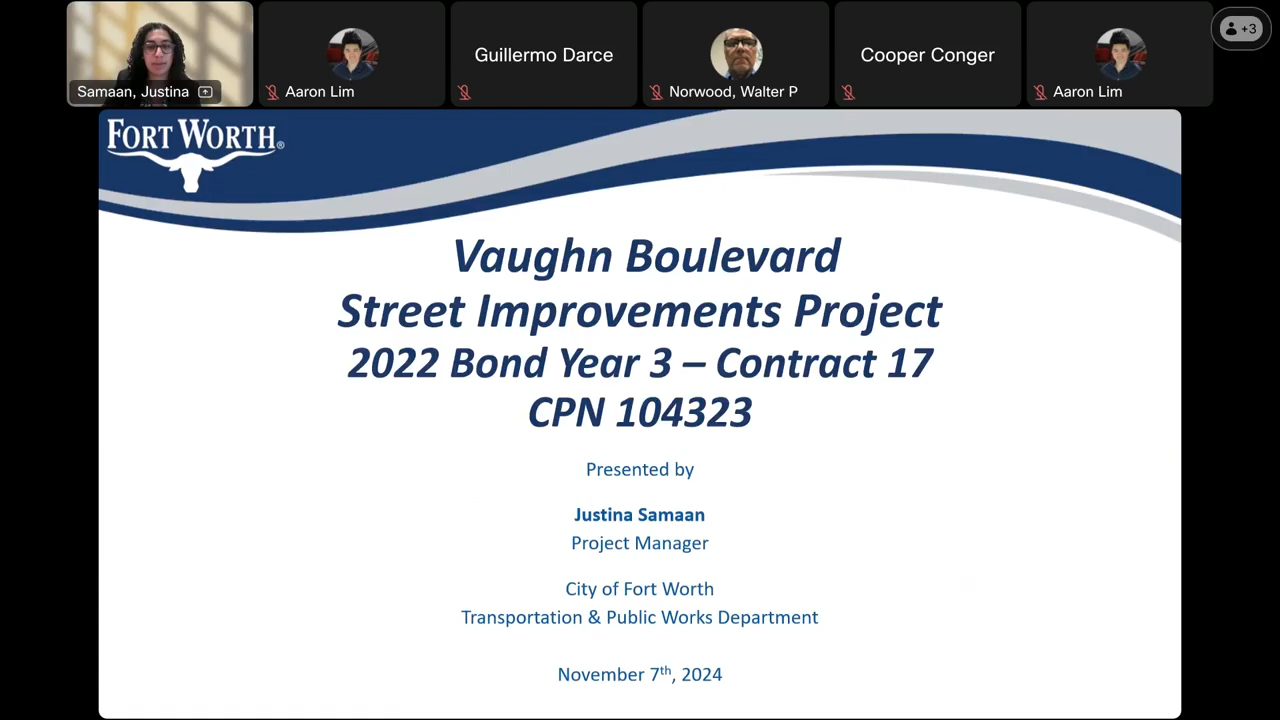 Samaan, Justina
Aaron Lim
Guillermo Darce
Norwood, Walter P
Cooper Conger
Aaron Lim
+3
FORT WORTH®
Vaughn Boulevard
Street Improvements Project
2022 Bond Year 3 – Contract 17
CPN 104323
Presented by
Justina Samaan
Project Manager
City of Fort Worth
Transportation & Public Works Department
November 7th, 2024